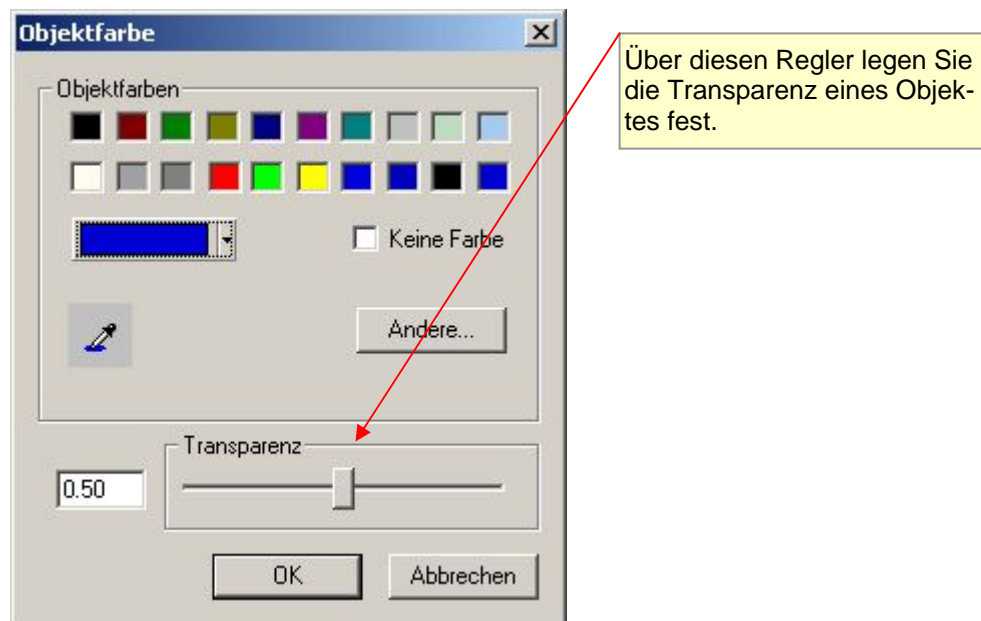 Objektfarbe
Über diesen Regler legen Sie
die Transparenz eines Objek-
tes fest.
Objektfarben
Keine Farbe
Andere...
Transparenz
0.50
OK
Abbrechen